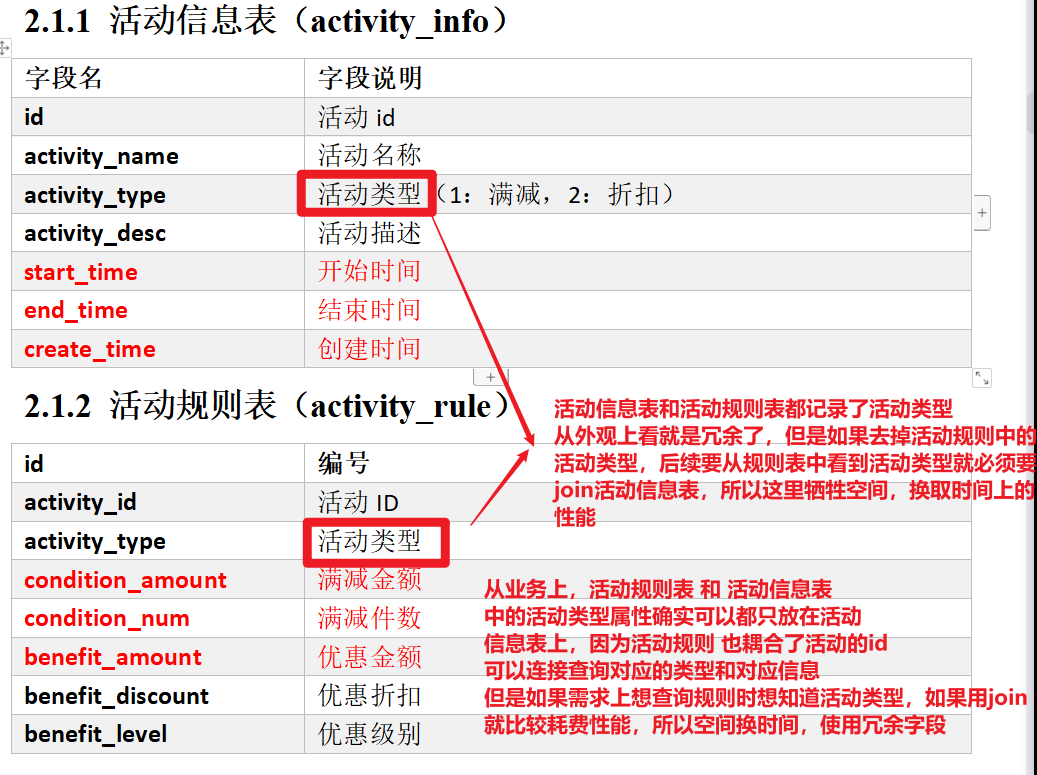 2.1.1 活动信息表（activity_info）
字段名 字段说明
id 活动 id
activity_name 活动名称
activity_type 活动类型（1：满减，2：折扣）
activity_desc 活动描述
start_time 开始时间
end_time 结束时间
create_time 创建时间
2.1.2 活动规则表（activity_rule）
id 编号
activity_id 活动 ID
activity_type 活动类型
condition_amount 满减金额
condition_num 满减件数
benefit_amount 优惠金额
benefit_discount 优惠折扣
benefit_level 优惠级别
活动信息表和活动规则表都记录了活动类型
从外观上看就是冗余了，但是如果去掉活动规则中的
活动类型，后续要从规则表中看到活动类型就必须要
join活动信息表，所以这里牺牲空间，换取时间上的
性能
从业务上，活动规则表 和 活动信息表
中的活动类型属性确实可以都只放在活动
信息表上，因为活动规则 也耦合了活动的id
可以连接查询对应的类型和对应信息
但是如果需求上想查询规则时想知道活动类型，如果用join
就比较耗费性能，所以空间换时间，使用冗余字段